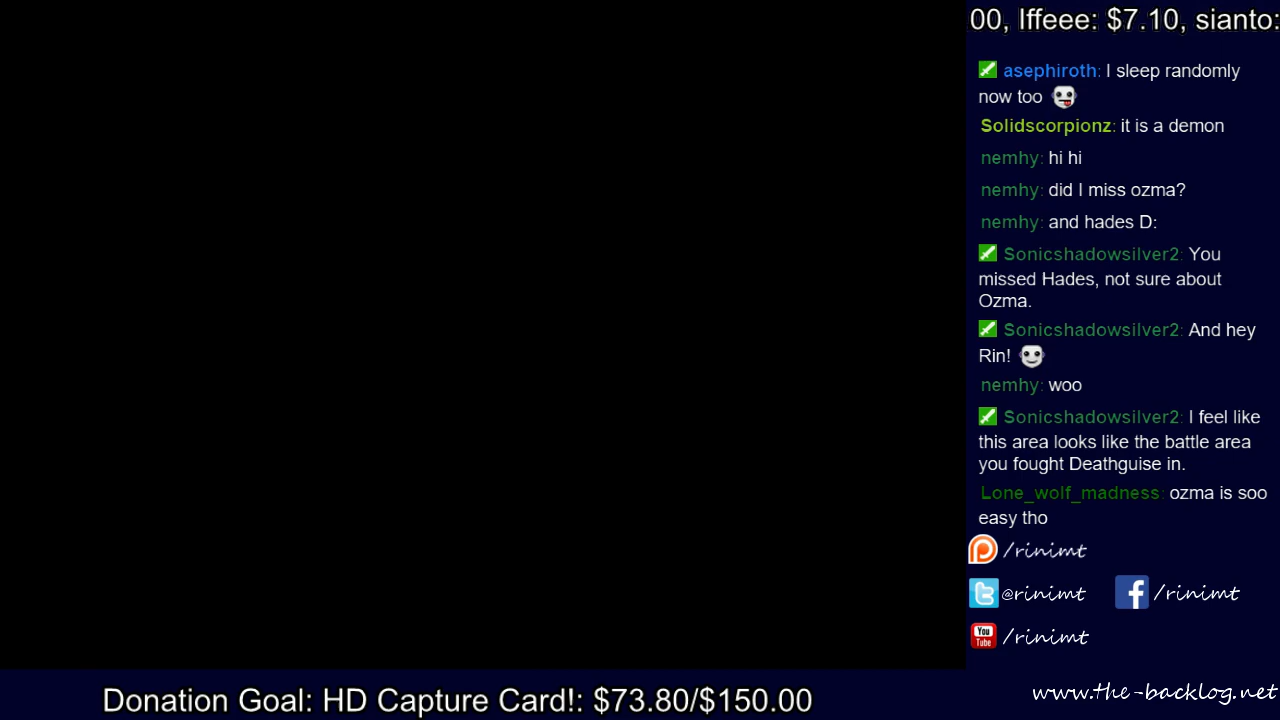 00, Iffeee: $7.10, sianto:
asephiroth: I sleep randomly
now too
Solidscorpionz: it is a demon
nemhy: hi hi
nemhy: did I miss ozma?
nemhy: and hades D:
Sonicshadowsilver2: You
missed Hades, not sure about
Ozma.
Sonicshadowsilver2: And hey
Rin!
nemhy: woo
Sonicshadowsilver2: I feel like
this area looks like the battle area
you fought Deathguise in.
Lone_wolf_madness: ozma is soo
easy tho
/rinimt
@rinimt /rinimt
You Tube /rinimt
Donation Goal: HD Capture Card!: $73.80/$150.00
www.the-backlog.net